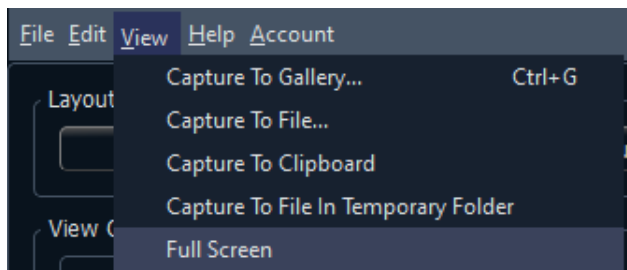 File Edit View Help Account
Capture To Gallery... Ctrl+G
Layout
Capture To File...
Capture To Clipboard
Capture To File In Temporary Folder
View
Full Screen